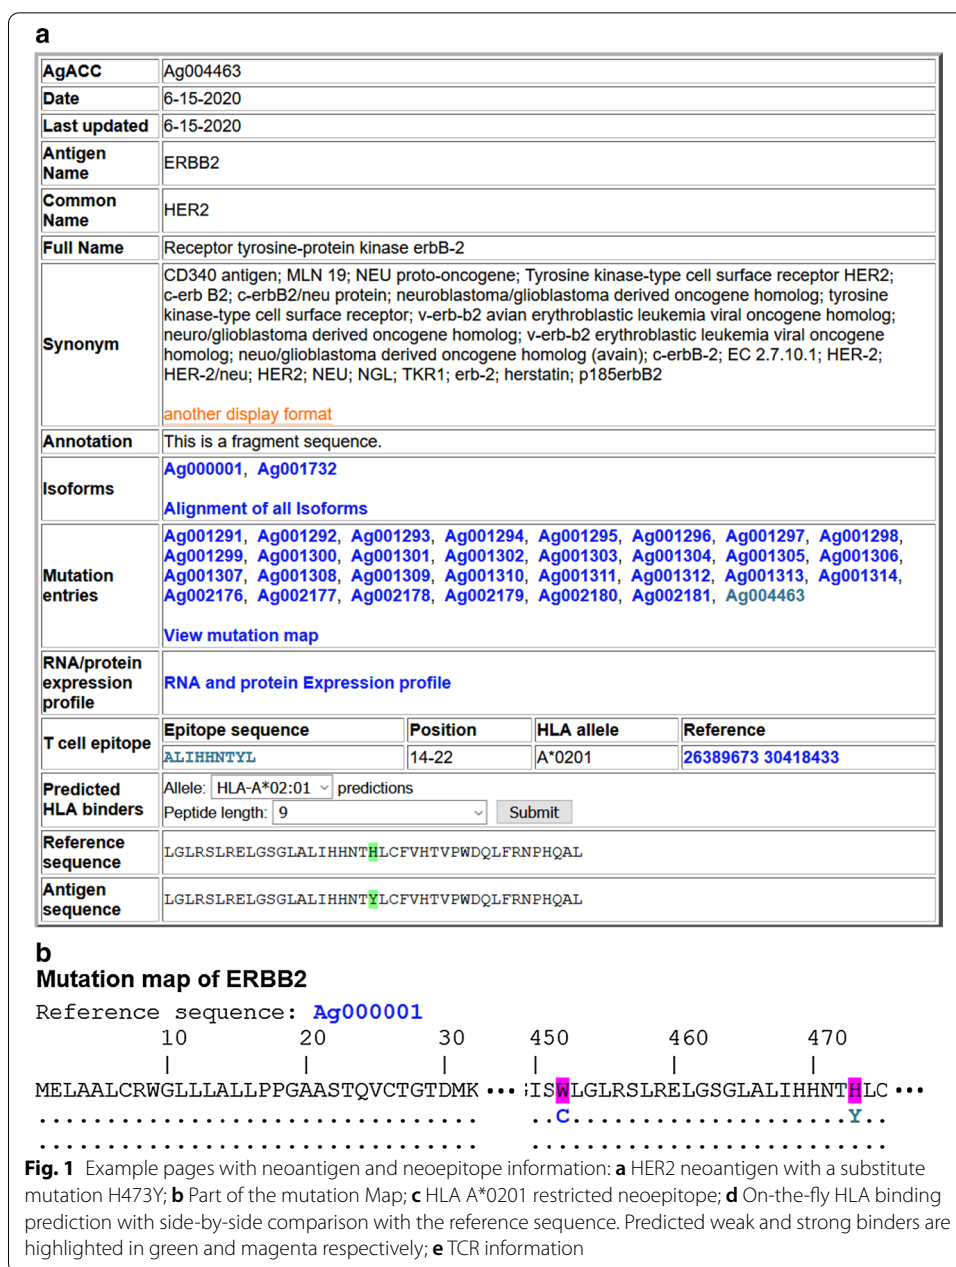 a
AgACC Ag004463
Date 6-15-2020
Last updated 6-15-2020
Antigen Name ERBB2
Common Name HER2
Full Name Receptor tyrosine-protein kinase erbB-2
Synonym
CD340 antigen; MLN 19; NEU proto-oncogene; Tyrosine kinase-type cell surface receptor HER2;
c-erb B2; c-erbB2/neu protein; neuroblastoma/glioblastoma derived oncogene homolog; tyrosine
kinase-type cell surface receptor; v-erb-b2 avian erythroblastic leukemia viral oncogene homolog;
neuro/glioblastoma derived oncogene homolog; v-erb-b2 erythroblastic leukemia viral oncogene
homolog; neuo/glioblastoma derived oncogene homolog (avain); c-erbB-2; EC 2.7.10.1; HER-2;
HER-2/neu; HER2; NEU; NGL; TKR1; erb-2; herstatin; p185erbB2
another display format
Annotation This is a fragment sequence.
Isoforms
Ag000001, Ag001732
Alignment of all Isoforms
Mutation entries
Ag001291, Ag001292, Ag001293, Ag001294, Ag001295, Ag001296, Ag001297, Ag001298,
Ag001299, Ag001300, Ag001301, Ag001302, Ag001303, Ag001304, Ag001305, Ag001306,
Ag001307, Ag001308, Ag001309, Ag001310, Ag001311, Ag001312, Ag001313, Ag001314,
Ag002176, Ag002177, Ag002178, Ag002179, Ag002180, Ag002181, Ag004463
View mutation map
RNA/protein expression profile RNA and protein Expression profile
T cell epitope
Epitope sequence Position HLA allele Reference
ALIHHNTYL 14-22 A*0201 26389673 30418433
Predicted HLA binders
Allele: HLA-A*02:01 predictions
Peptide length: 9 Submit
Reference sequence LGLRSLRELGSGLALIHHNTHLCFVHTVPWDQLFRNPHQAL
Antigen sequence LGLRSLRELGSGLALIHHNTYLCFVHTVPWDQLFRNPHQAL
b
Mutation map of ERBB2
Reference sequence: Ag000001
10 20 30 450 460 470
| | | | | |
MELAALCRWGLLLALLPPGAASTQVCTGTDMK ••• GISWLGLRSLRELGSGLALIHHNTHLC •••
................................ ..C....................Y..
................................ ..........................
Fig. 1 Example pages with neoantigen and neoepitope information: a HER2 neoantigen with a substitute
mutation H473Y; b Part of the mutation Map; c HLA A*0201 restricted neoepitope; d On-the-fly HLA binding
prediction with side-by-side comparison with the reference sequence. Predicted weak and strong binders are
highlighted in green and magenta respectively; e TCR information